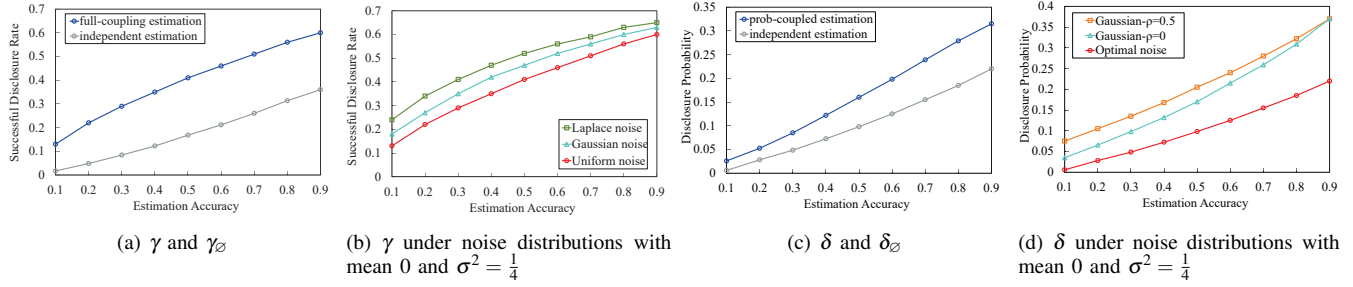 Successful Disclosure Rate
0.7
0.6
0.5
0.4
0.3
0.2
0.1
0
full-coupling estimation
independent estimation
0.1 0.2 0.3 0.4 0.5 0.6 0.7 0.8 0.9
Estimation Accuracy
(a) γ and γ∅
Successful Disclosure Rate
0.7
0.6
0.5
0.4
0.3
0.2
0.1
0
Laplace noise
Gaussian noise
Uniform noise
0.1 0.2 0.3 0.4 0.5 0.6 0.7 0.8 0.9
Estimation Accuracy
(b) γ under noise distributions with
mean 0 and σ² = 1/4
Disclosure Probability
0.35
0.3
0.25
0.2
0.15
0.1
0.05
0
prob-coupled estimation
independent estimation
0.1 0.2 0.3 0.4 0.5 0.6 0.7 0.8 0.9
Estimation Accuracy
(c) δ and δ∅
Disclosure Probability
0.4
0.35
0.3
0.25
0.2
0.15
0.1
0.05
0
Gaussian-ρ=0.5
Gaussian-ρ=0
Optimal noise
0.1 0.2 0.3 0.4 0.5 0.6 0.7 0.8 0.9
Estimation Accuracy
(d) δ under noise distributions with
mean 0 and σ² = 1/4